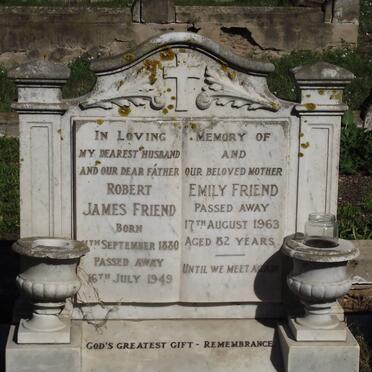 In Loving
my dearest husband
and our dear father
Robert
James Friend
Born
September 1880
Passed away
16th July 1949
Memory of
and
our beloved mother
Emily Friend
Passed away
17th August 1963
Aged 82 years
Until we meet again
God's greatest gift - Remembrance